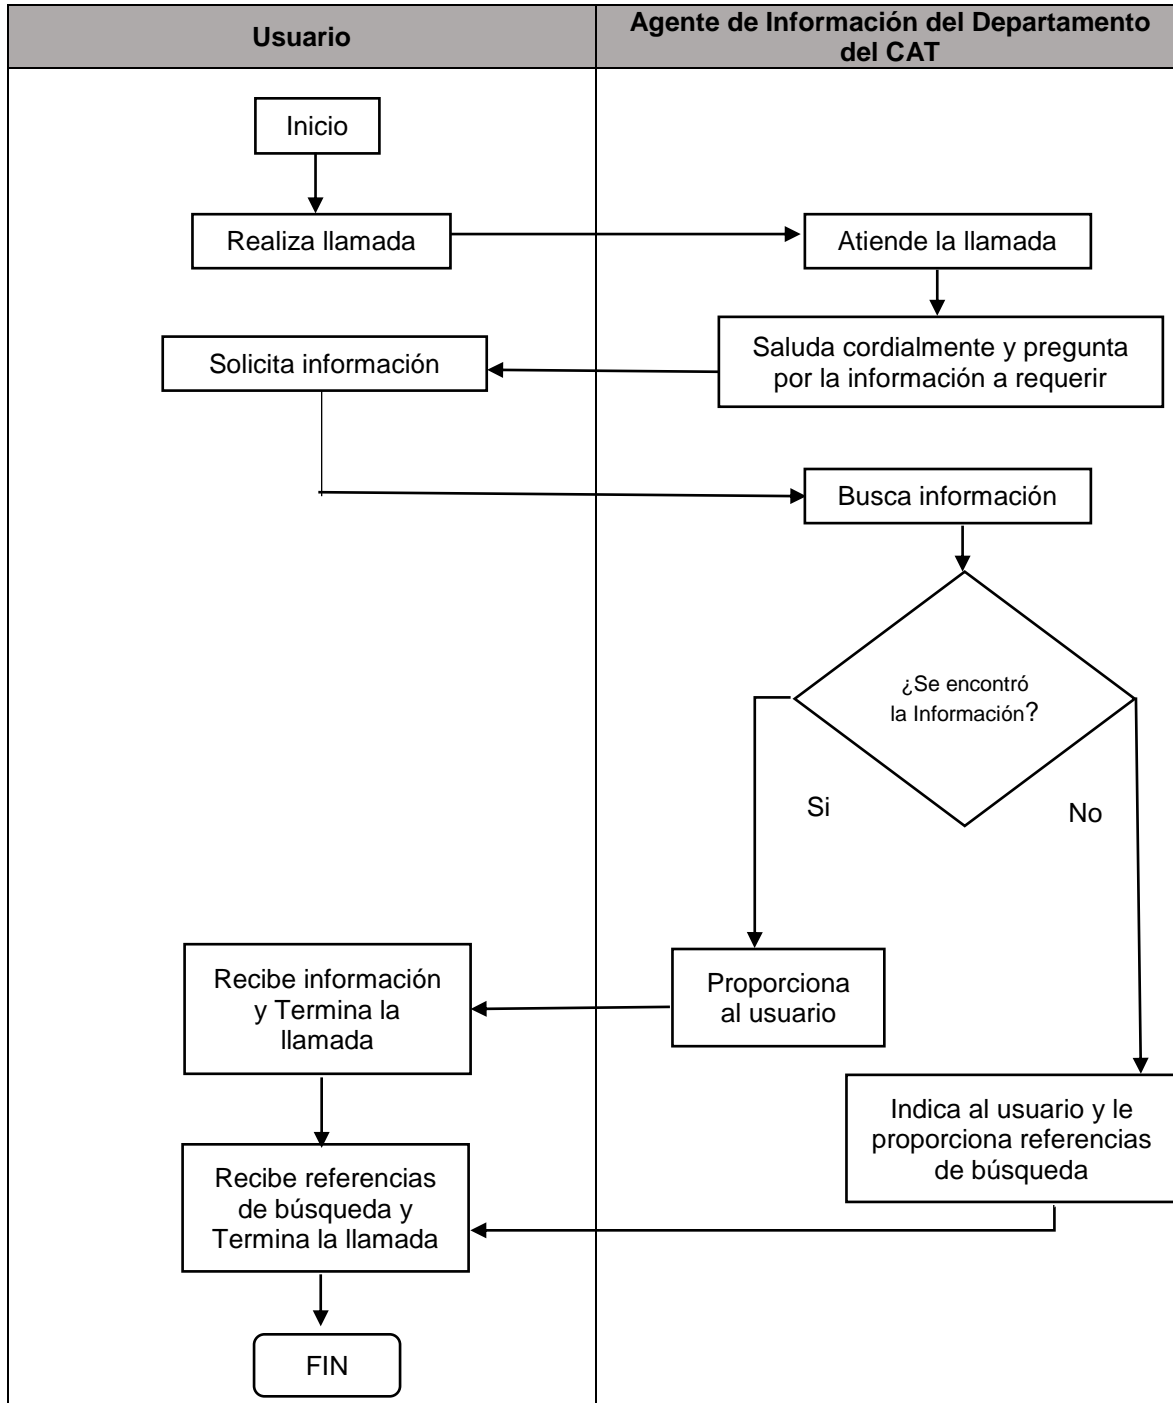 Usuario
Agente de Información del Departamento
del CAT
Inicio
Realiza llamada
Atiende la llamada
Saluda cordialmente y pregunta
por la información a requerir
Solicita información
Busca información
¿Se encontró
la Información?
Si
No
Proporciona
al usuario
Recibe información
y Termina la
llamada
Indica al usuario y le
proporciona referencias
de búsqueda
Recibe referencias
de búsqueda y
Termina la llamada
FIN